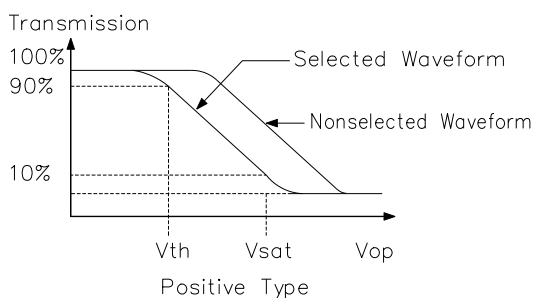 Transmission
100%
Selected Waveform
90%
Nonselected Waveform
10%
Vth Vsat Vop
Positive Type